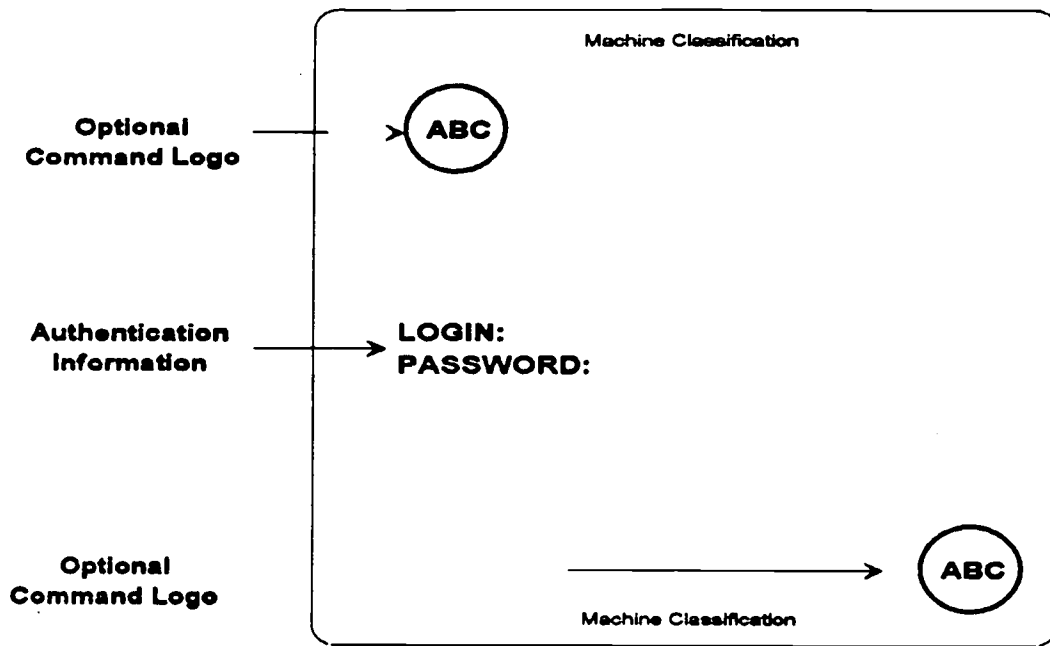 Machine Classification
Optional
Command Logo
ABC
Authentication
Information
LOGIN:
PASSWORD:
Optional
Command Logo
ABC
Machine Classification